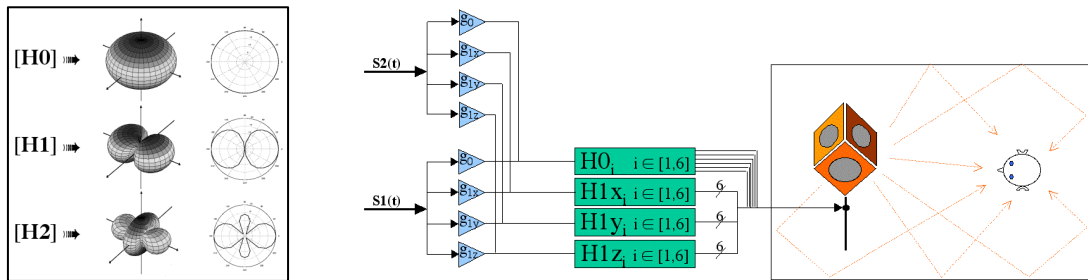 [H0]
[H1]
[H2]
S2(t)
g0
g1x
g1y
g1z
S1(t)
g0
g1x
g1y
g1z
H0i i ∈ [1,6]
H1xi i ∈ [1,6]
H1yi i ∈ [1,6]
H1zi i ∈ [1,6]
6
6
6